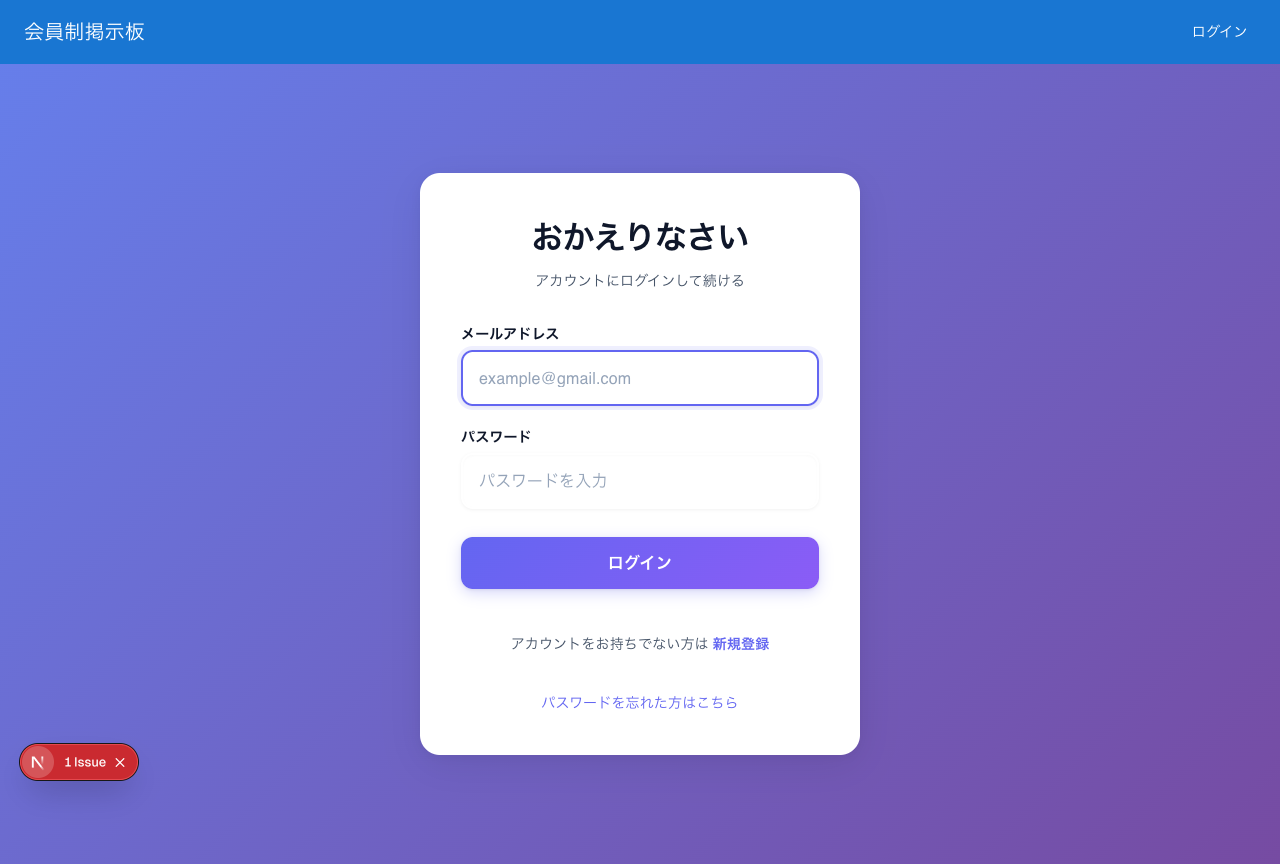 会員制掲示板
ログイン
おかえりなさい
アカウントにログインして続ける
メールアドレス
example@gmail.com
パスワード
パスワードを入力
ログイン
アカウントをお持ちでない方は 新規登録
パスワードを忘れた方はこちら
N 1 Issue